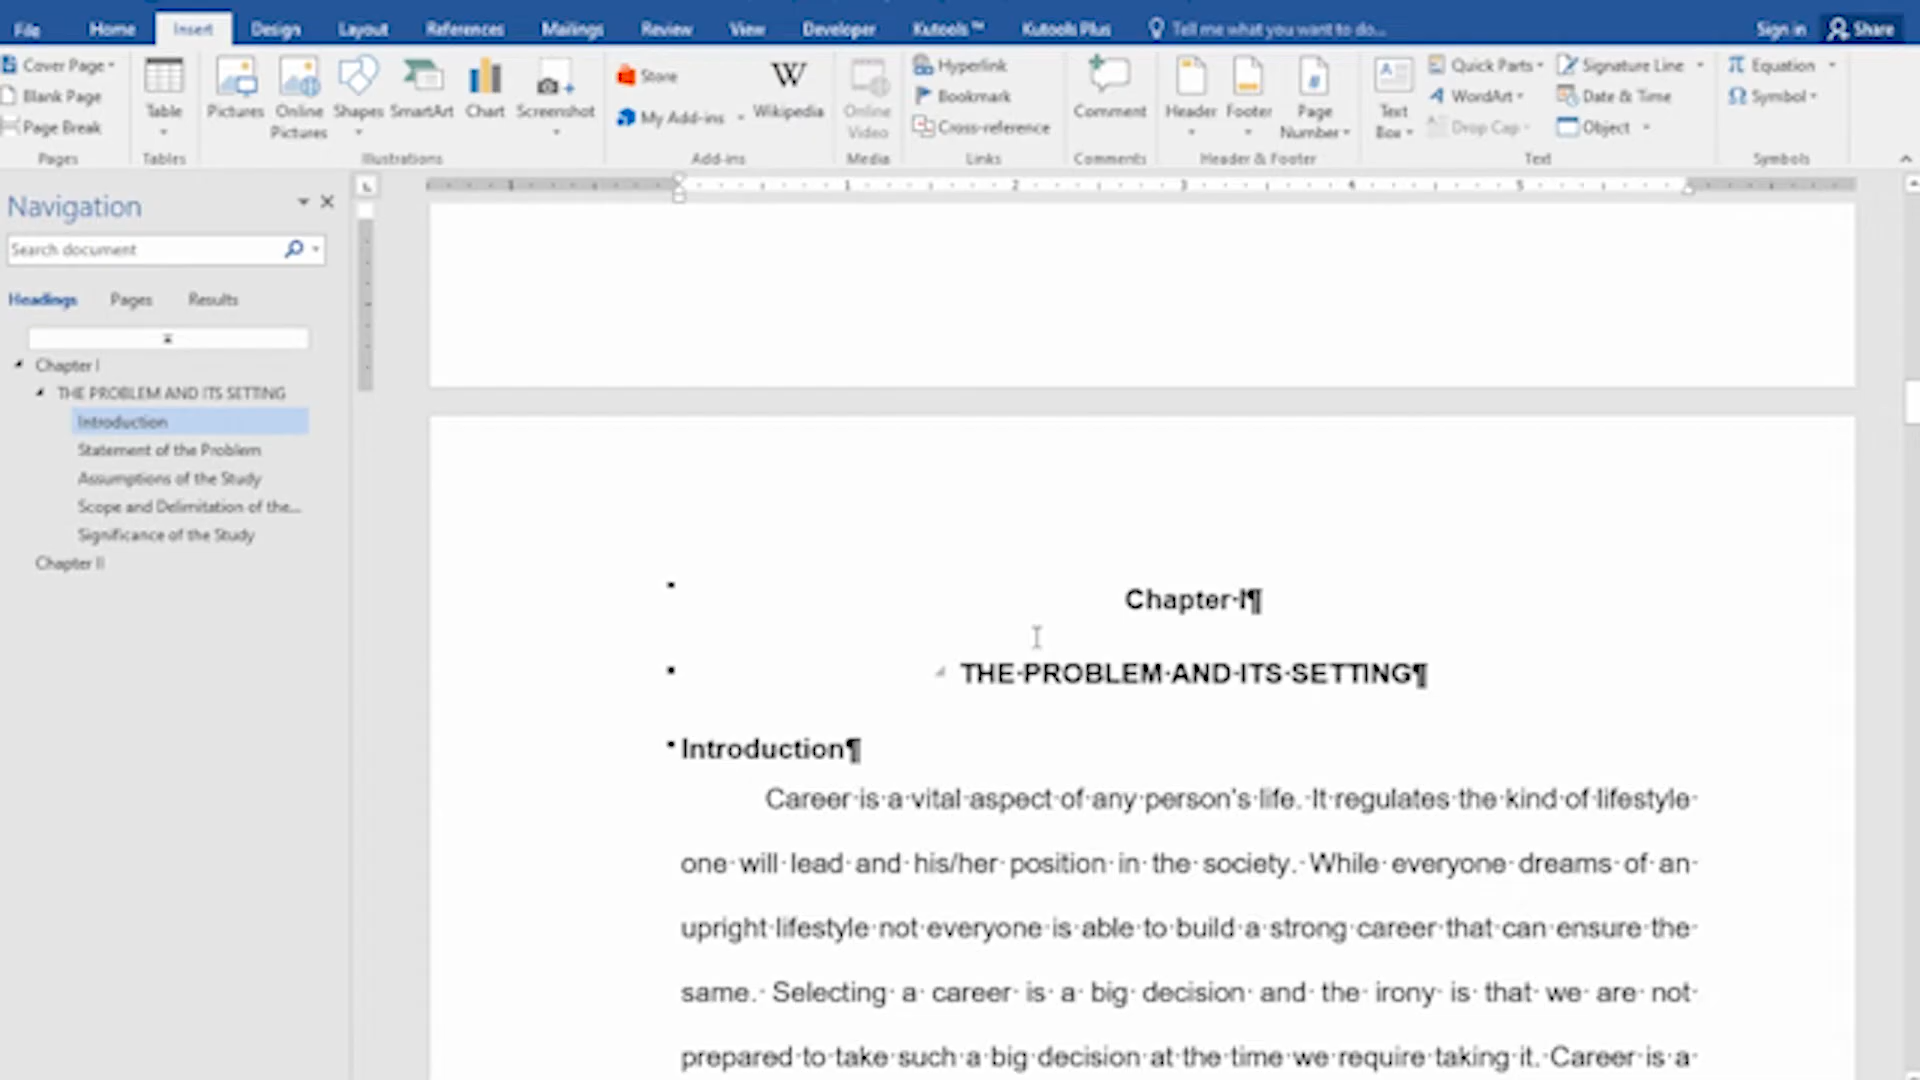 File Home Insert Design Layout References Mailings Review View Developer Kutools ™ Kutools Plus Tell me what you want to do... Sign in Share
Cover Page
Blank Page
Page Break
Pages
Table
Tables
Pictures
Online Pictures
Shapes
SmartArt
Chart
Screenshot
Illustrations
Store
My Add-ins
Wikipedia
Add-ins
Online Video
Media
Hyperlink
Bookmark
Cross-reference
Links
Comment
Comments
Header
Footer
Page Number
Header & Footer
Text Box
Quick Parts
WordArt
Drop Cap
Signature Line
Date & Time
Object
Text
Equation
Symbol
Symbols
1 1 2 3 4 5
Navigation
Search document
Headings Pages Results
Chapter I
THE PROBLEM AND ITS SETTING
Introduction
Statement of the Problem
Assumptions of the Study
Scope and Delimitation of the...
Significance of the Study
Chapter II
Chapter·I¶
THE·PROBLEM·AND·ITS·SETTING¶
Introduction¶
Career·is·a·vital·aspect·of·any·person's·life.·It·regulates·the·kind·of·lifestyle·
one·will·lead·and·his/her·position·in·the·society.·While·everyone·dreams·of·an·
upright·lifestyle·not·everyone·is·able·to·build·a·strong·career·that·can·ensure·the·
same.·Selecting·a·career·is·a·big·decision·and·the·irony·is·that·we·are·not·
prepared·to·take·such·a·big·decision·at·the·time·we·require·taking·it.·Career·is·a·